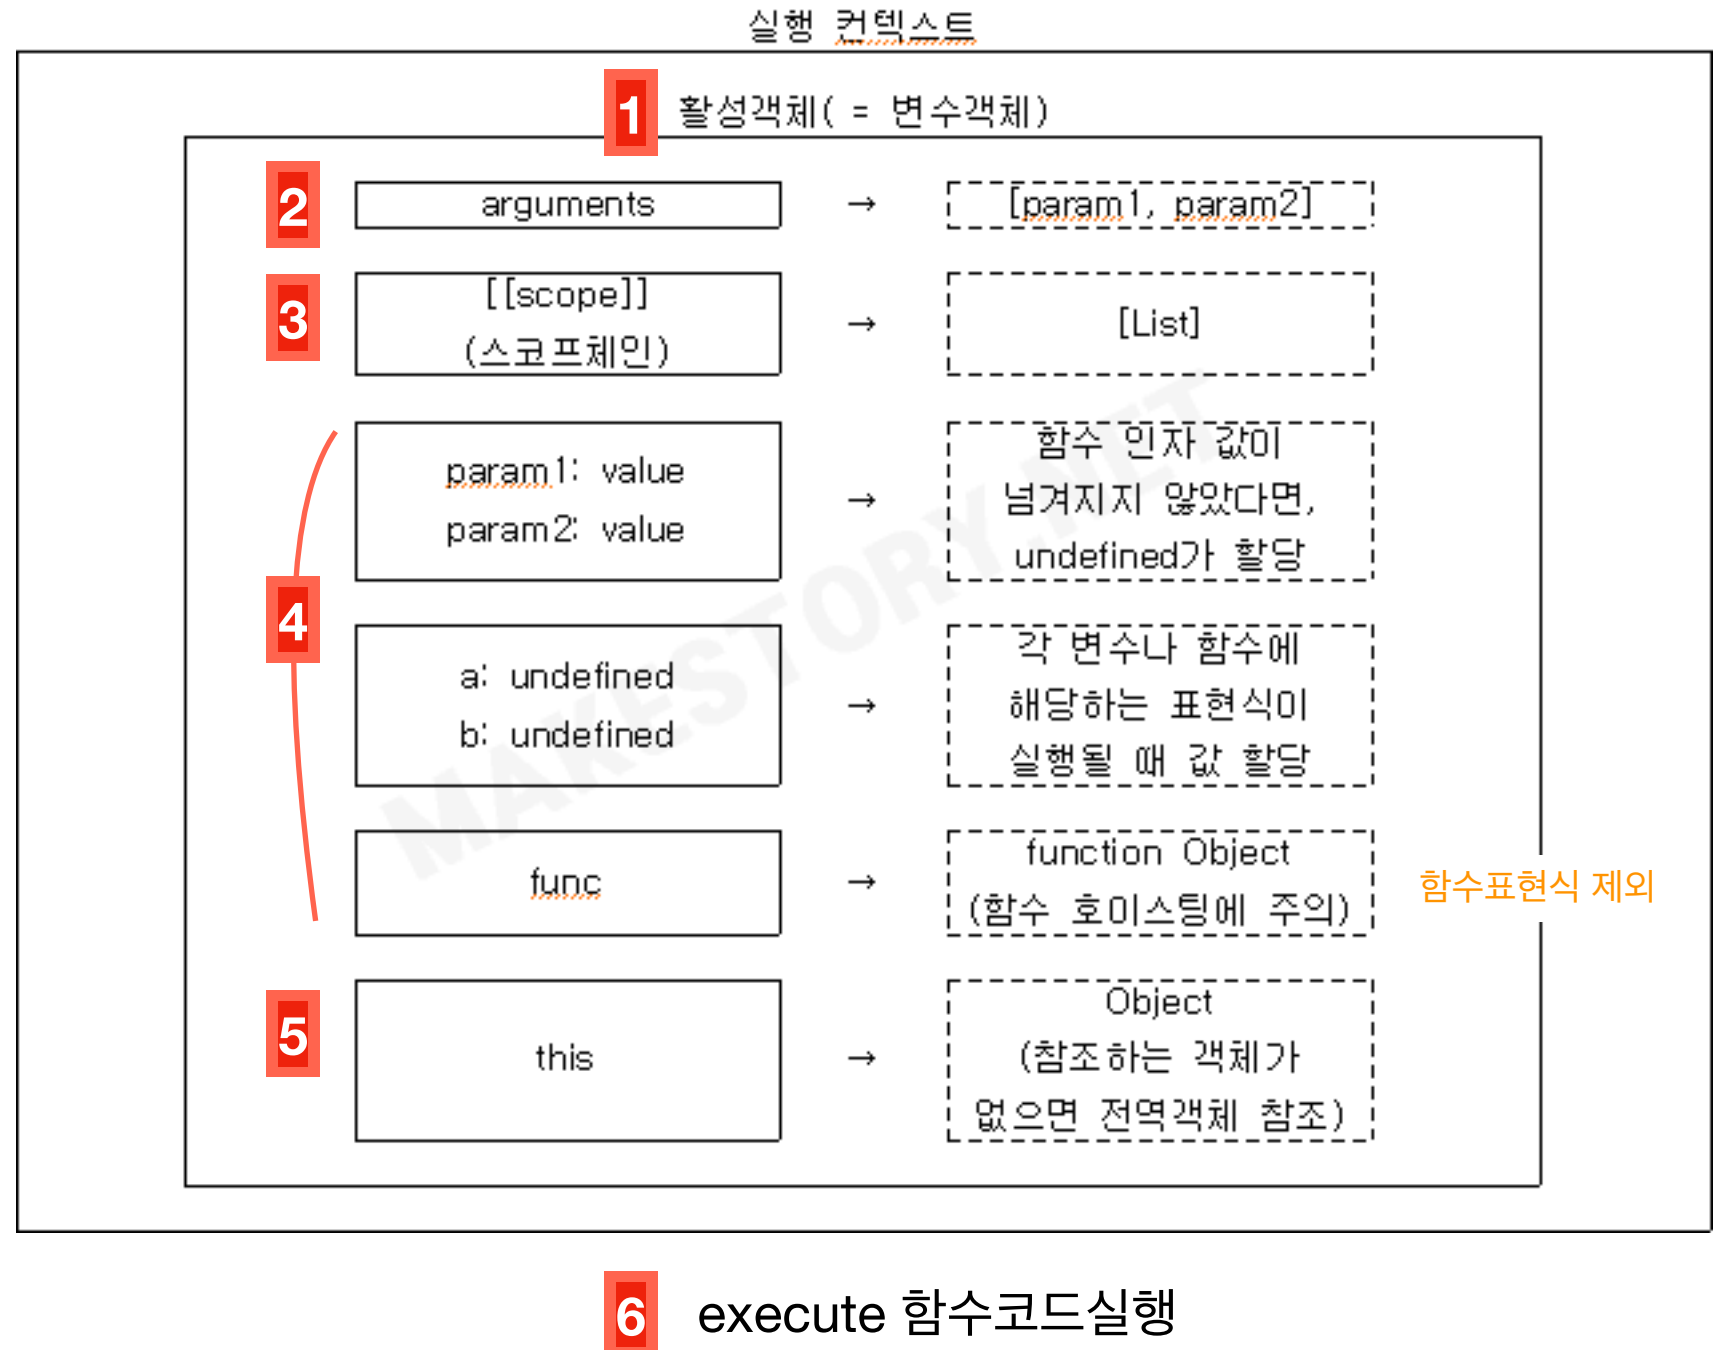 실행 컨텍스트
1 활성객체( = 변수객체)
2 arguments → [param1, param2]
3 [[scope]]
(스코프체인) → [List]
4
param1: value
param2: value
→
함수 인자 값이
넘겨지지 않았다면,
undefined가 할당
a: undefined
b: undefined
→
각 변수나 함수에
해당하는 표현식이
실행될 때 값 할당
func
→
function Object
(함수 호이스팅에 주의)
함수표현식 제외
5 this
→
Object
(참조하는 객체가
없으면 전역객체 참조)
MAKESTORY.NET
6 execute 함수코드실행